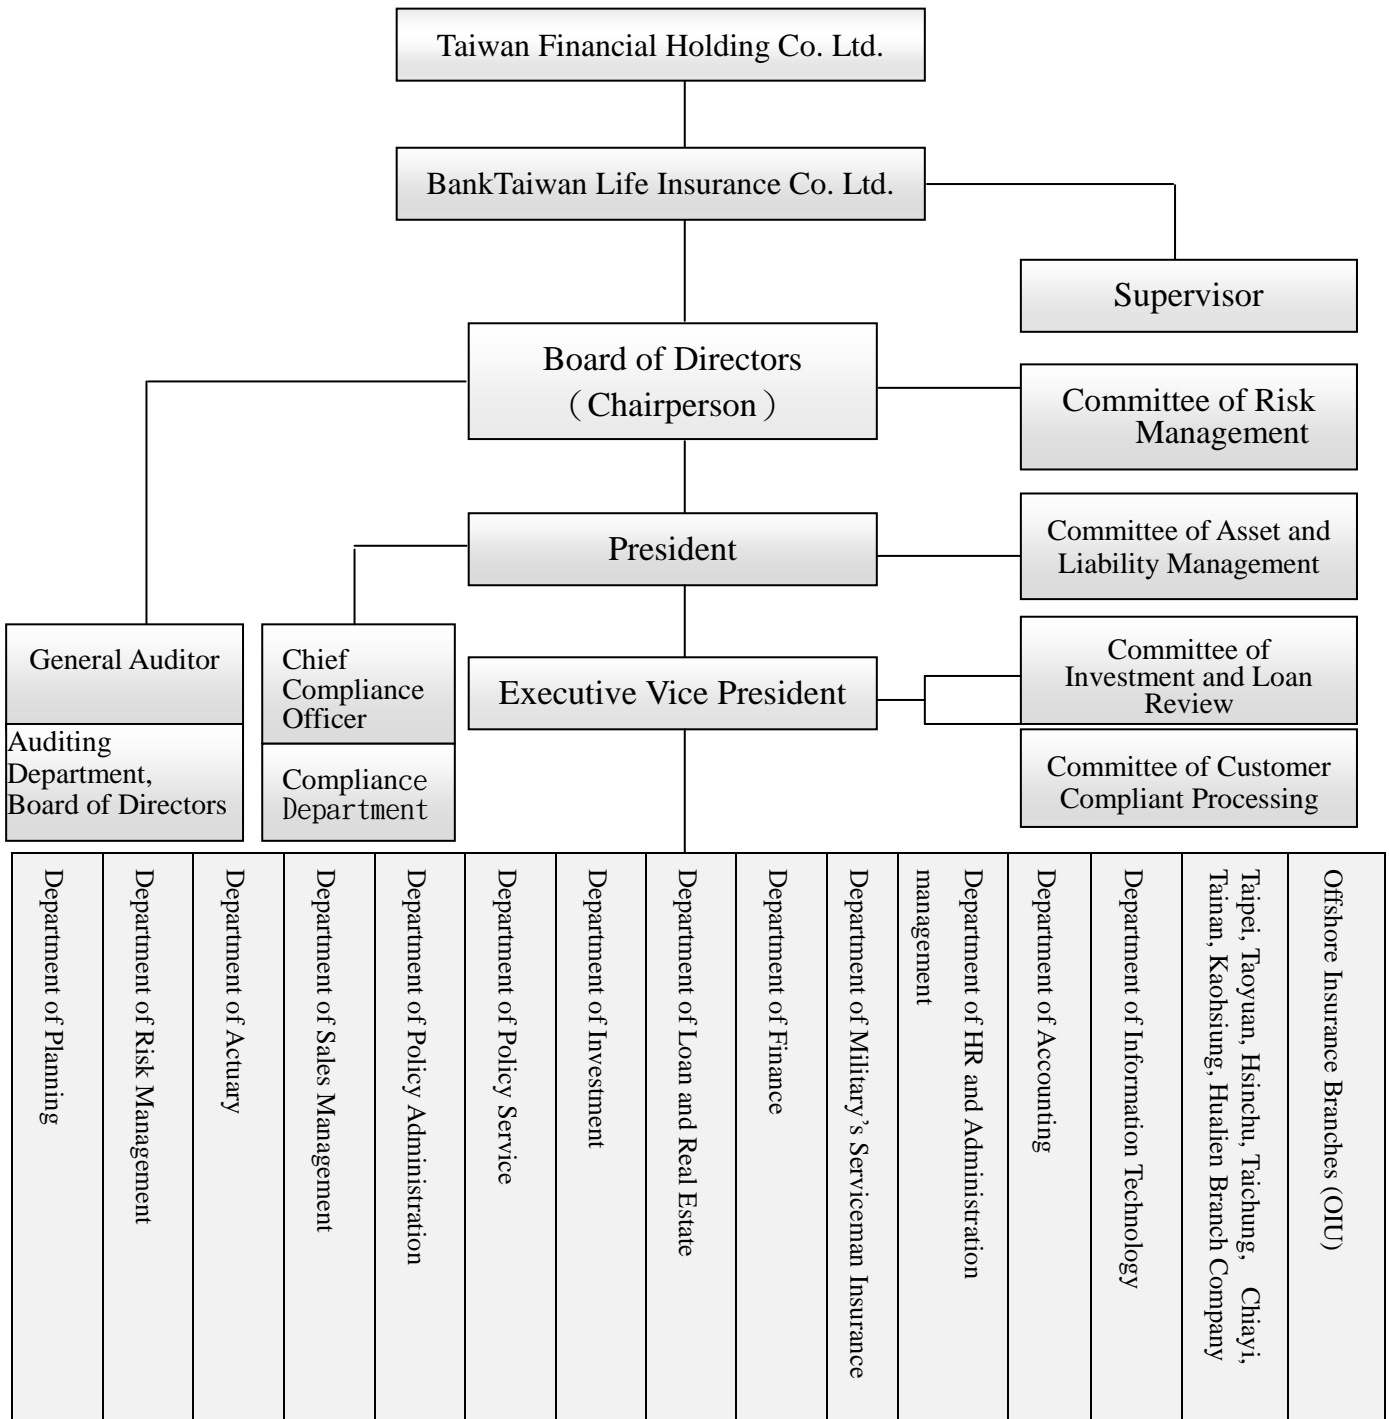 Taiwan Financial Holding Co. Ltd.
BankTaiwan Life Insurance Co. Ltd.
Supervisor
Board of Directors
（Chairperson）
Committee of Risk
Management
President
Committee of Asset and
Liability Management
General Auditor
Chief
Compliance
Officer
Executive Vice President
Committee of
Investment and Loan
Review
Auditing
Department,
Board of Directors
Compliance
Department
Committee of Customer
Compliant Processing
Department of Planning
Department of Risk Management
Department of Actuary
Department of Sales Management
Department of Policy Administration
Department of Policy Service
Department of Investment
Department of Loan and Real Estate
Department of Finance
Department of Military’s Serviceman Insurance
Department of HR and Administration
management
Department of Accounting
Department of Information Technology
Taipei, Taoyuan, Hsinchu, Taichung, Chiayi,
Tainan, Kaohsiung, Hualien Branch Company
Offshore Insurance Branches (OIU)